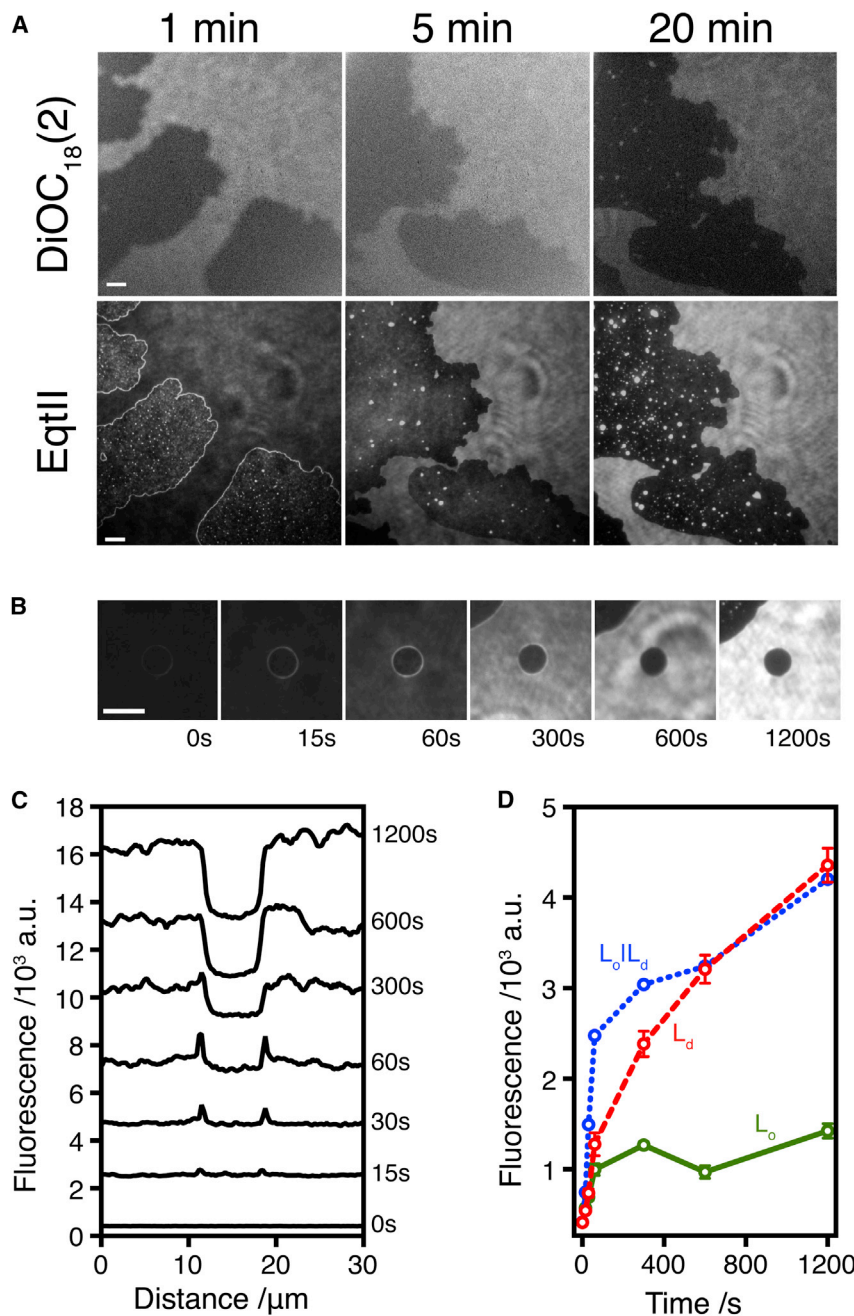 A
1 min 5 min 20 min
DiOC18(2)
EqtII
B
0s 15s 60s 300s 600s 1200s
C
Fluorescence /10³ a.u.
18
16
14
12
10
8
6
4
2
0
1200s
600s
300s
60s
30s
15s
0s
0 10 20 30
Distance /μm
D
Fluorescence /10³ a.u.
5
4
3
2
1
LolLd
Ld
Lo
0 400 800 1200
Time /s